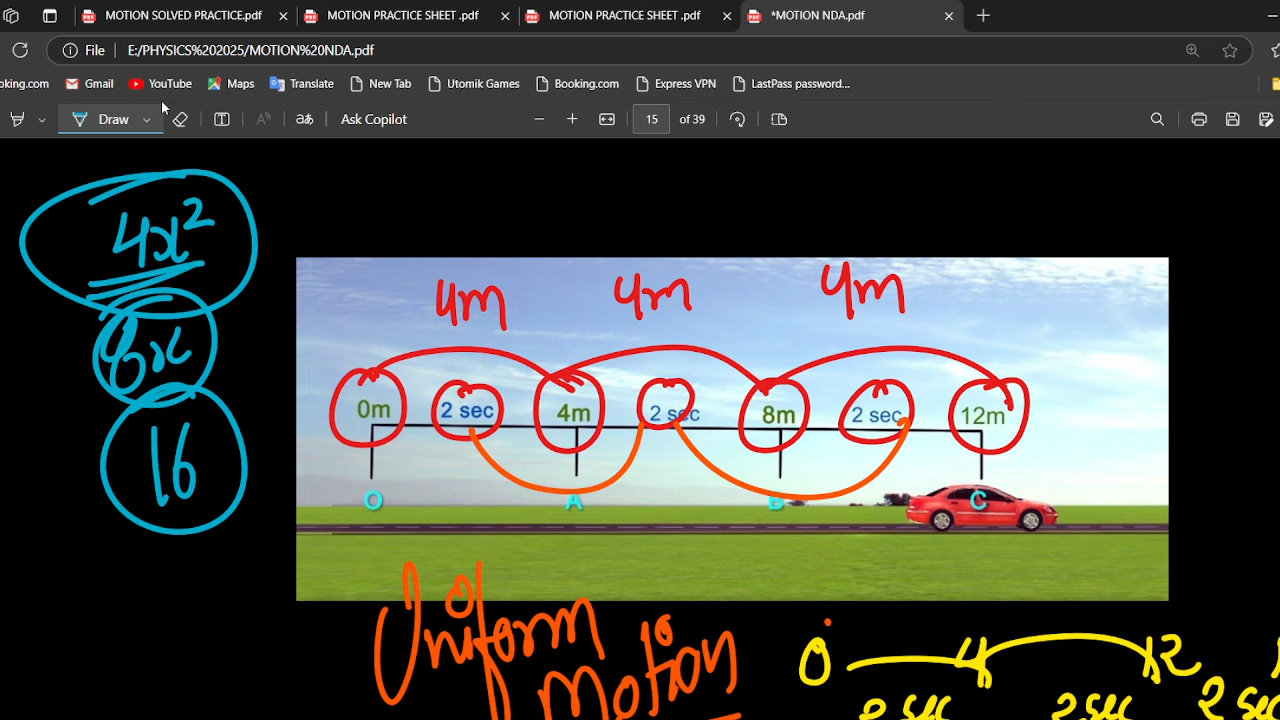 MOTION SOLVED PRACTICE.pdf
MOTION PRACTICE SHEET .pdf
MOTION PRACTICE SHEET .pdf
*MOTION NDA.pdf
File
E:/PHYSICS%202025/MOTION%20NDA.pdf
oking.com
Gmail
YouTube
Maps
Translate
New Tab
Utomik Games
Booking.com
Express VPN
LastPass password...
Draw
aあ
Ask Copilot
15 of 39
4x²
8x
16
4m 4m 4m
0m 2 sec 4m 2 sec 8m 2 sec 12m
O A B C
Uniform
Motion
0 4 12
2 sec 2 sec 2 sec